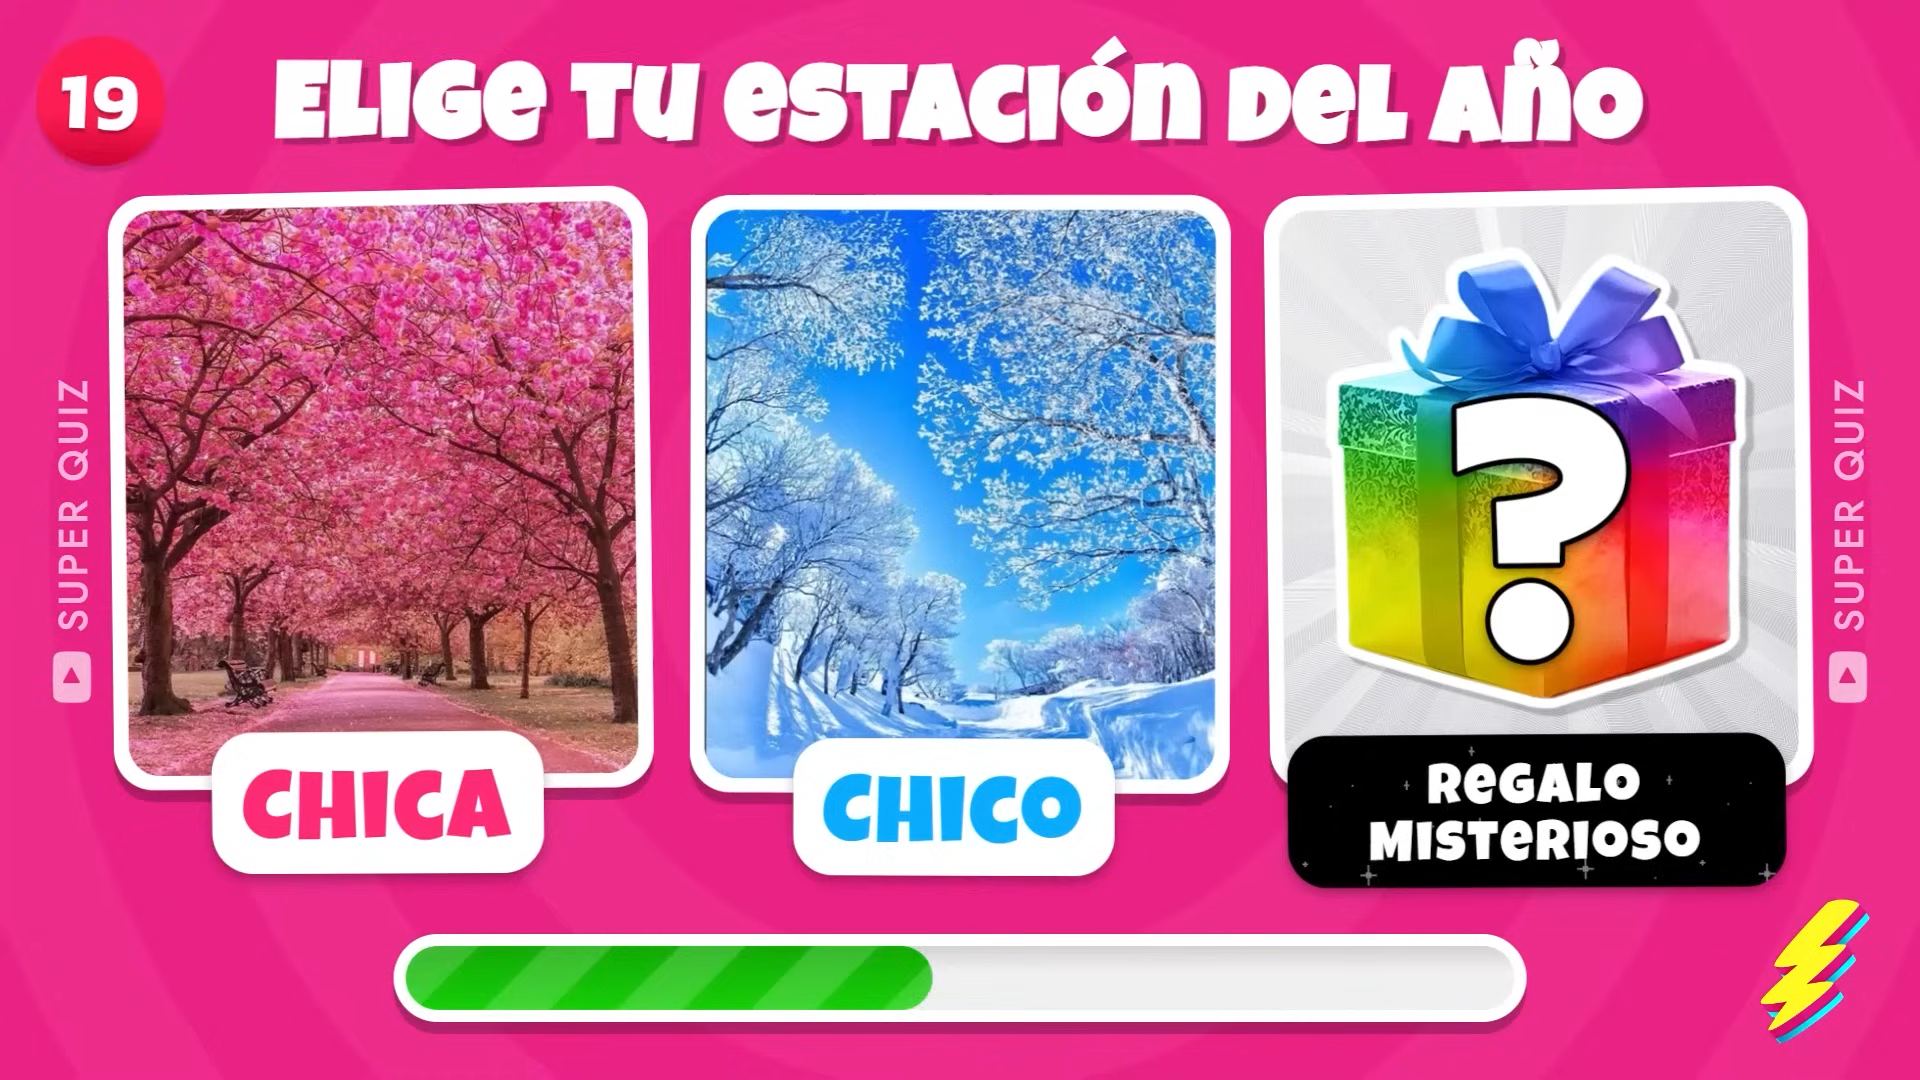 19
ELIGE TU ESTACIÓN DEL AÑO
SUPER QUIZ
SUPER QUIZ
?
CHICA
CHICO
REGALO
MISTERIOSO